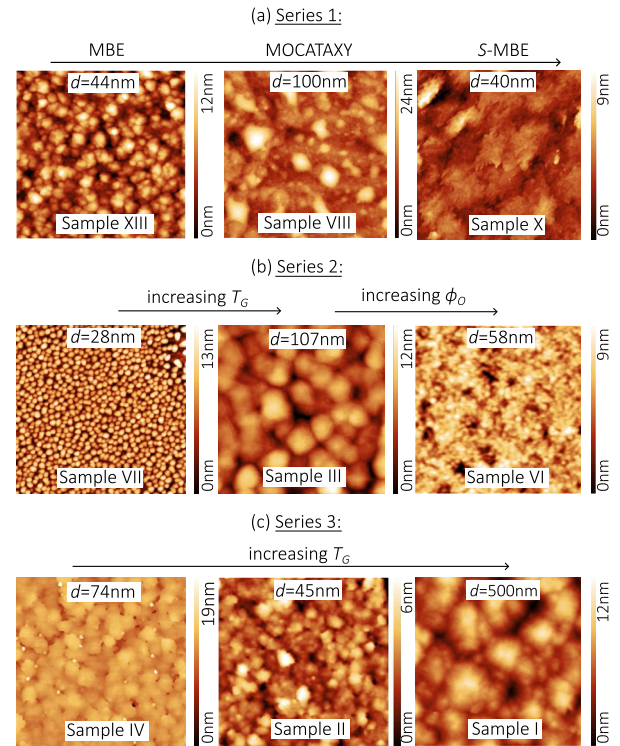 (a) Series 1:
MBE MOCATAXY S-MBE
d=44nm 12nm d=100nm 24nm d=40nm 9nm
Sample XIII 0nm Sample VIII 0nm Sample X 0nm
(b) Series 2:
increasing T_G increasing ϕ_O
d=28nm 13nm d=107nm 12nm d=58nm 9nm
Sample VII 0nm Sample III 0nm Sample VI 0nm
(c) Series 3:
increasing T_G
d=74nm 19nm d=45nm 6nm d=500nm 12nm
Sample IV 0nm Sample II 0nm Sample I 0nm